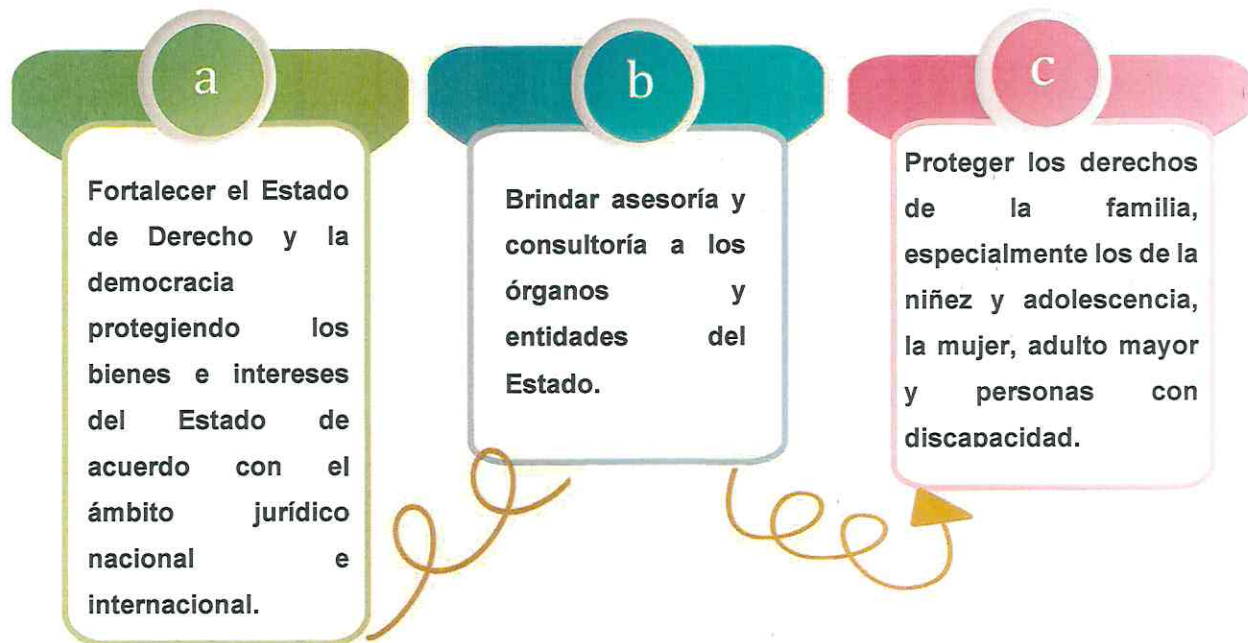 a
Fortalecer el Estado
de Derecho y la
democracia
protegiendo los
bienes e intereses
del Estado de
acuerdo con el
ámbito jurídico
nacional e
internacional.
b
Brindar asesoría y
consultoría a los
órganos y
entidades del
Estado.
c
Proteger los derechos
de la familia,
especialmente los de la
niñez y adolescencia,
la mujer, adulto mayor
y personas con
discapacidad.